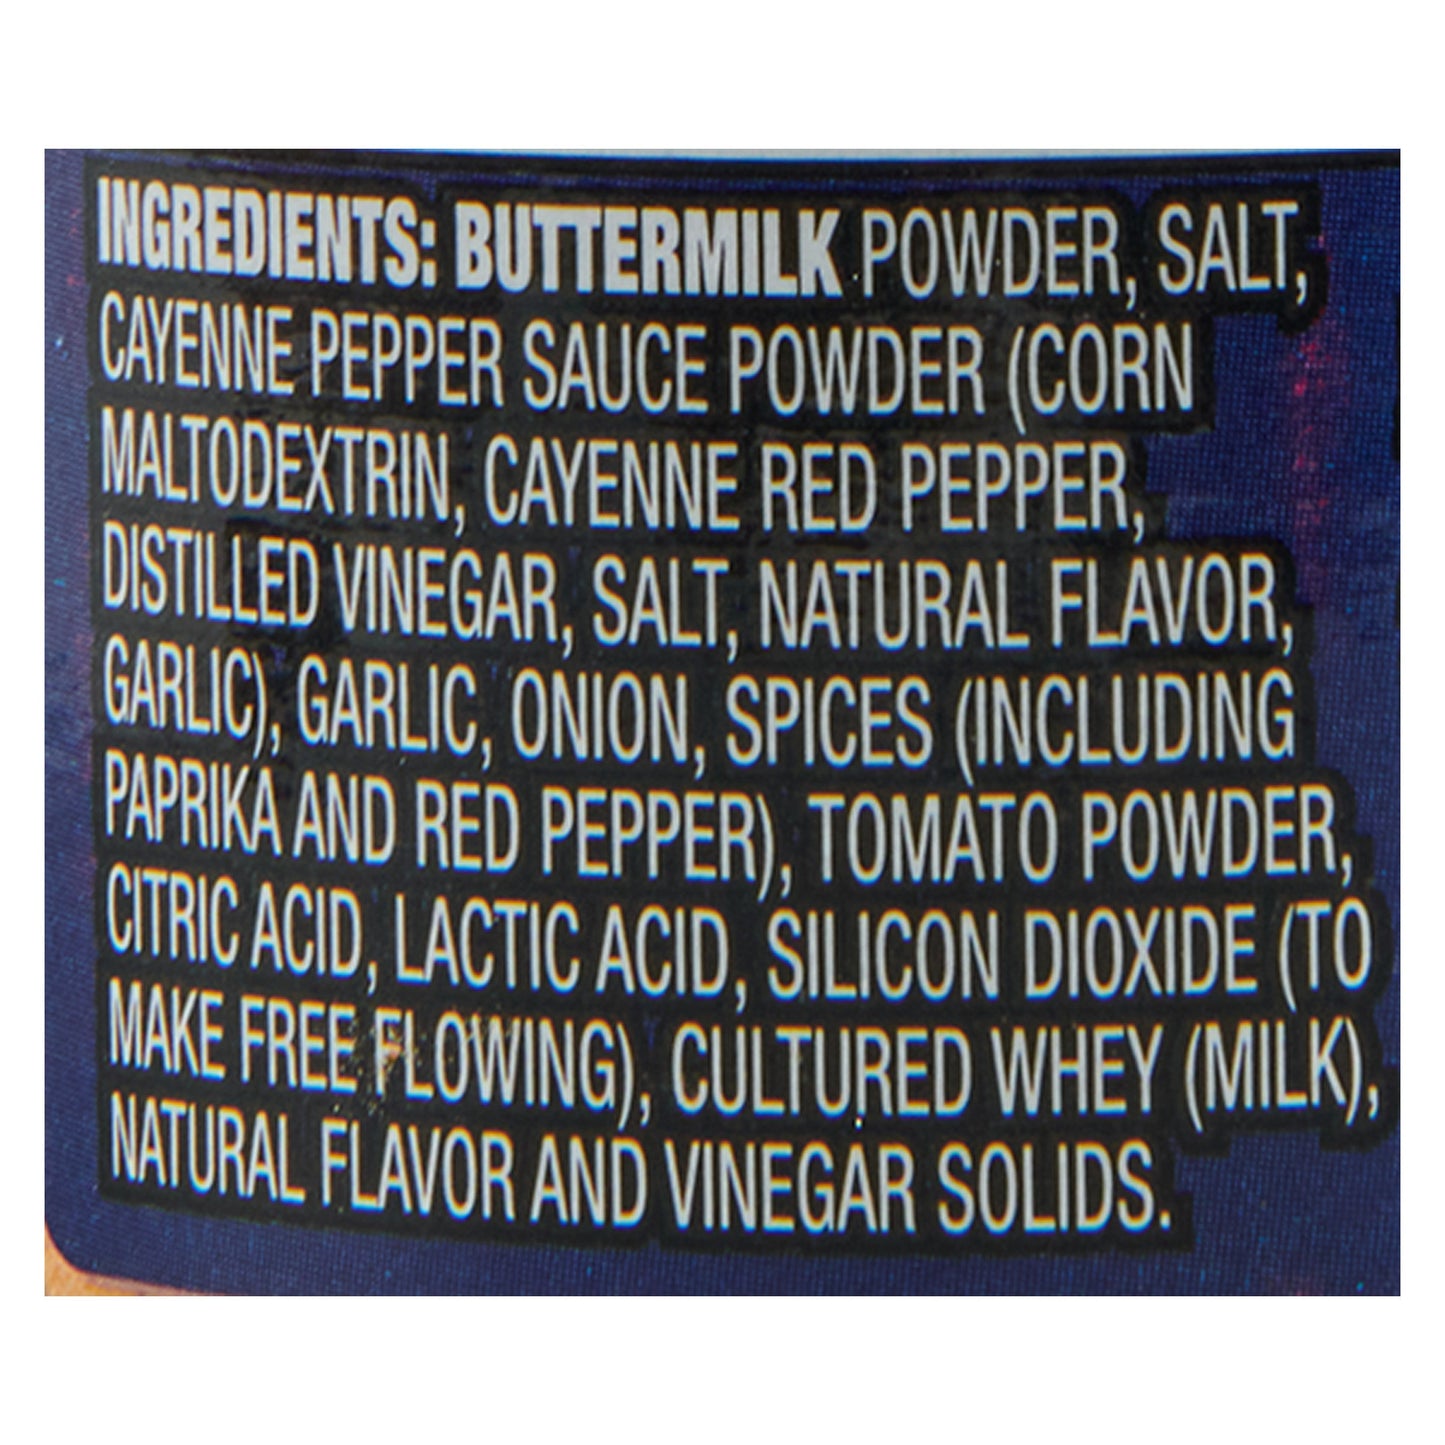 INGREDIENTS: BUTTERMILK POWDER, SALT,
CAYENNE PEPPER SAUCE POWDER (CORN
MALTODEXTRIN, CAYENNE RED PEPPER,
DISTILLED VINEGAR, SALT, NATURAL FLAVOR,
GARLIC), GARLIC, ONION, SPICES (INCLUDING
PAPRIKA AND RED PEPPER), TOMATO POWDER,
CITRIC ACID, LACTIC ACID, SILICON DIOXIDE (TO
MAKE FREE FLOWING), CULTURED WHEY (MILK),
NATURAL FLAVOR AND VINEGAR SOLIDS.